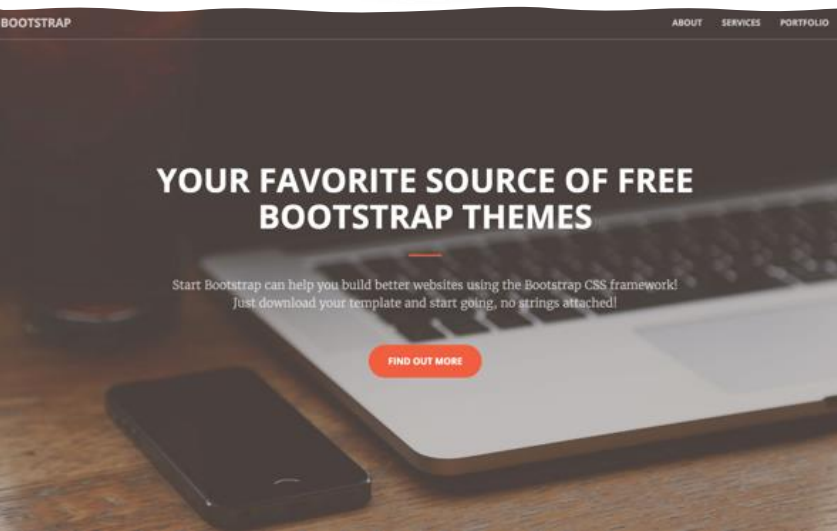 BOOTSTRAP
ABOUT SERVICES PORTFOLIO
YOUR FAVORITE SOURCE OF FREE
BOOTSTRAP THEMES
Start Bootstrap can help you build better websites using the Bootstrap CSS framework!
Just download your template and start going, no strings attached!
FIND OUT MORE